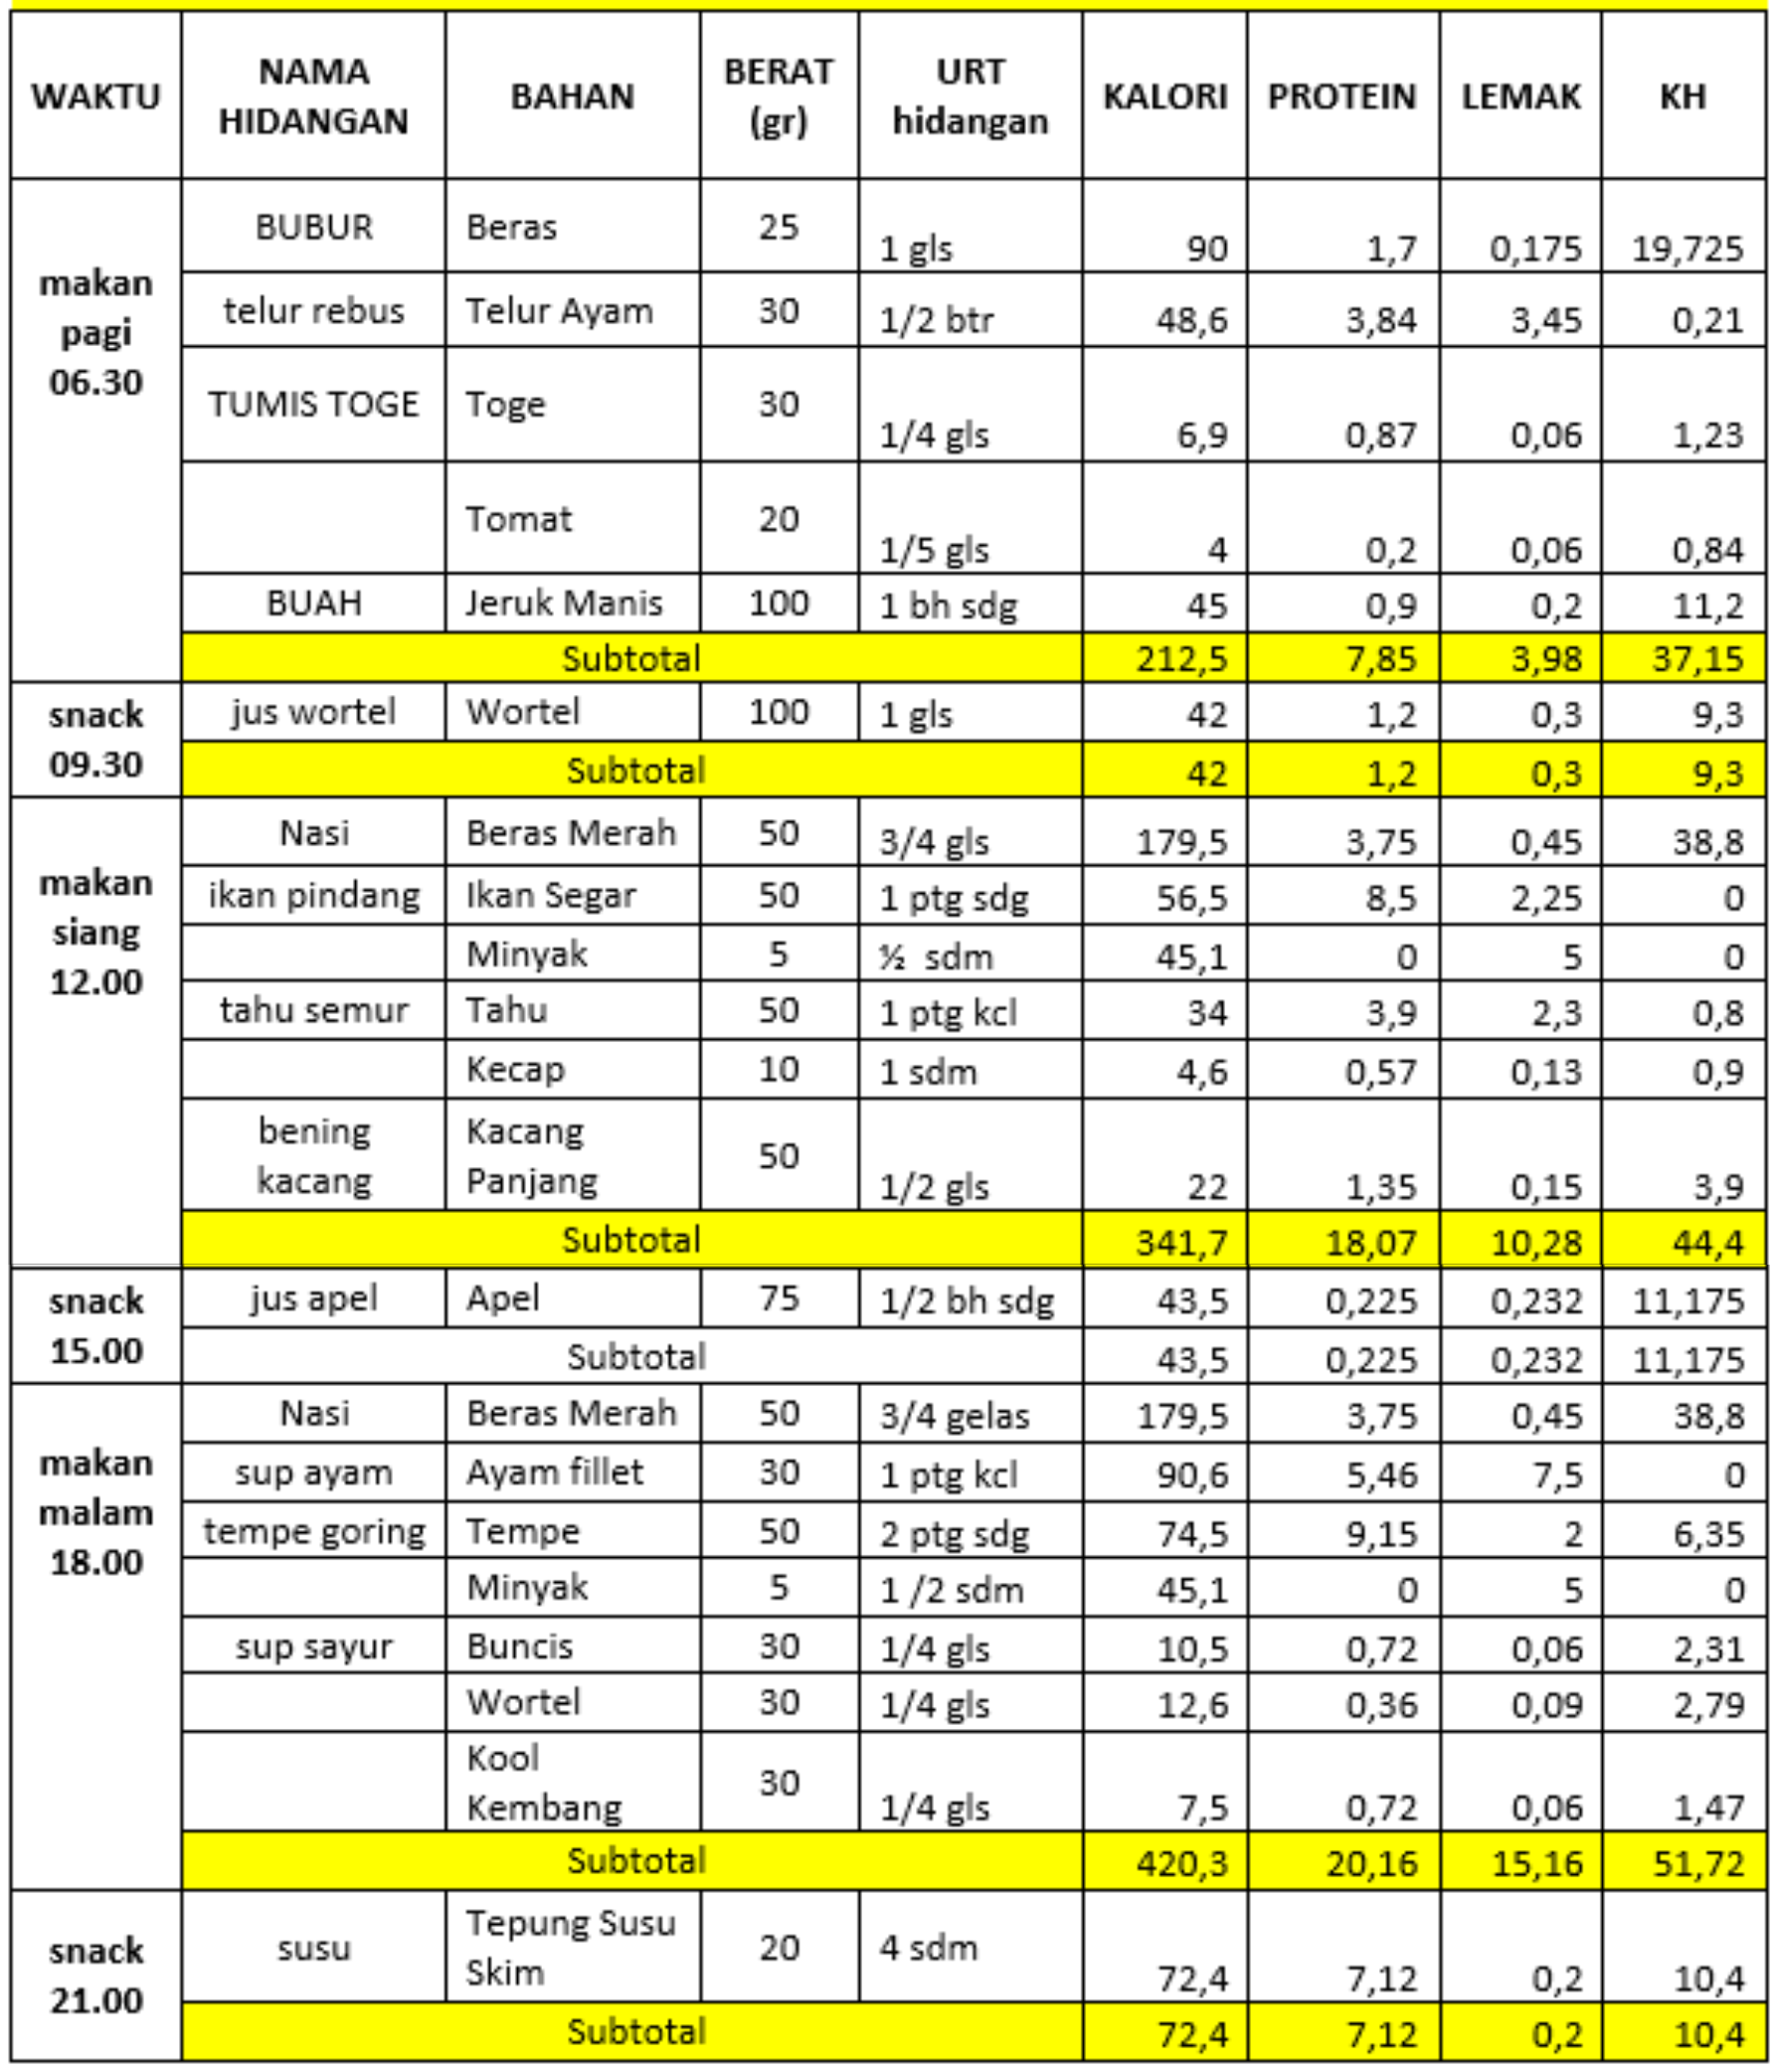 WAKTU NAMA HIDANGAN BAHAN BERAT (gr) URT hidangan KALORI PROTEIN LEMAK KH
makan pagi 06.30 BUBUR Beras 25 1 gls 90 1,7 0,175 19,725
telur rebus Telur Ayam 30 1/2 btr 48,6 3,84 3,45 0,21
TUMIS TOGE Toge 30 1/4 gls 6,9 0,87 0,06 1,23
Tomat 20 1/5 gls 4 0,2 0,06 0,84
BUAH Jeruk Manis 100 1 bh sdg 45 0,9 0,2 11,2
Subtotal 212,5 7,85 3,98 37,15
snack 09.30 jus wortel Wortel 100 1 gls 42 1,2 0,3 9,3
Subtotal 42 1,2 0,3 9,3
makan siang 12.00 Nasi Beras Merah 50 3/4 gls 179,5 3,75 0,45 38,8
ikan pindang Ikan Segar 50 1 ptg sdg 56,5 8,5 2,25 0
Minyak 5 ½ sdm 45,1 0 5 0
tahu semur Tahu 50 1 ptg kcl 34 3,9 2,3 0,8
Kecap 10 1 sdm 4,6 0,57 0,13 0,9
bening kacang Kacang Panjang 50 1/2 gls 22 1,35 0,15 3,9
Subtotal 341,7 18,07 10,28 44,4
snack 15.00 jus apel Apel 75 1/2 bh sdg 43,5 0,225 0,232 11,175
Subtotal 43,5 0,225 0,232 11,175
makan malam 18.00 Nasi Beras Merah 50 3/4 gelas 179,5 3,75 0,45 38,8
sup ayam Ayam fillet 30 1 ptg kcl 90,6 5,46 7,5 0
tempe goring Tempe 50 2 ptg sdg 74,5 9,15 2 6,35
Minyak 5 1 /2 sdm 45,1 0 5 0
sup sayur Buncis 30 1/4 gls 10,5 0,72 0,06 2,31
Wortel 30 1/4 gls 12,6 0,36 0,09 2,79
Kool Kembang 30 1/4 gls 7,5 0,72 0,06 1,47
Subtotal 420,3 20,16 15,16 51,72
snack 21.00 susu Tepung Susu Skim 20 4 sdm 72,4 7,12 0,2 10,4
Subtotal 72,4 7,12 0,2 10,4